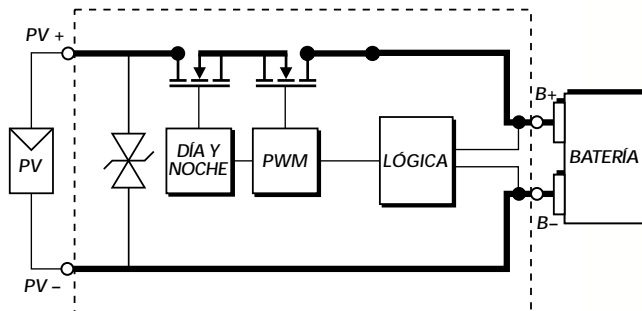 PV +
B+
PV
DÍA Y
NOCHE
PWM
LÓGICA
BATERÍA
B–
PV –